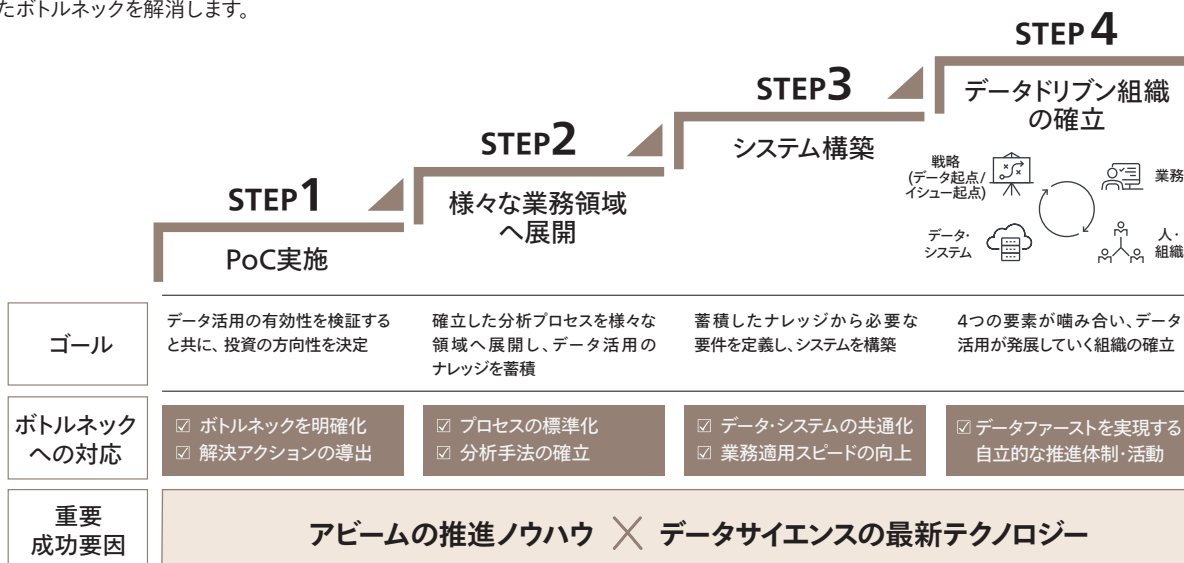 たボトルネックを解消します。
STEP 1
PoC実施
STEP 2
様々な業務領域
へ展開
STEP 3
システム構築
STEP 4
データドリブン組織
の確立
戦略
(データ起点/
イシュー起点)
業務
データ・
システム
人・
組織
ゴール
データ活用の有効性を検証する
と共に、投資の方向性を決定
確立した分析プロセスを様々な
領域へ展開し、データ活用の
ナレッジを蓄積
蓄積したナレッジから必要な
要件を定義し、システムを構築
4つの要素が噛み合い、データ
活用が発展していく組織の確立
ボトルネック
への対応
☑ ボトルネックを明確化
☑ 解決アクションの導出
☑ プロセスの標準化
☑ 分析手法の確立
☑ データ・システムの共通化
☑ 業務適用スピードの向上
☑ データファーストを実現する
自立的な推進体制・活動
重要
成功要因
アビームの推進ノウハウ × データサイエンスの最新テクノロジー